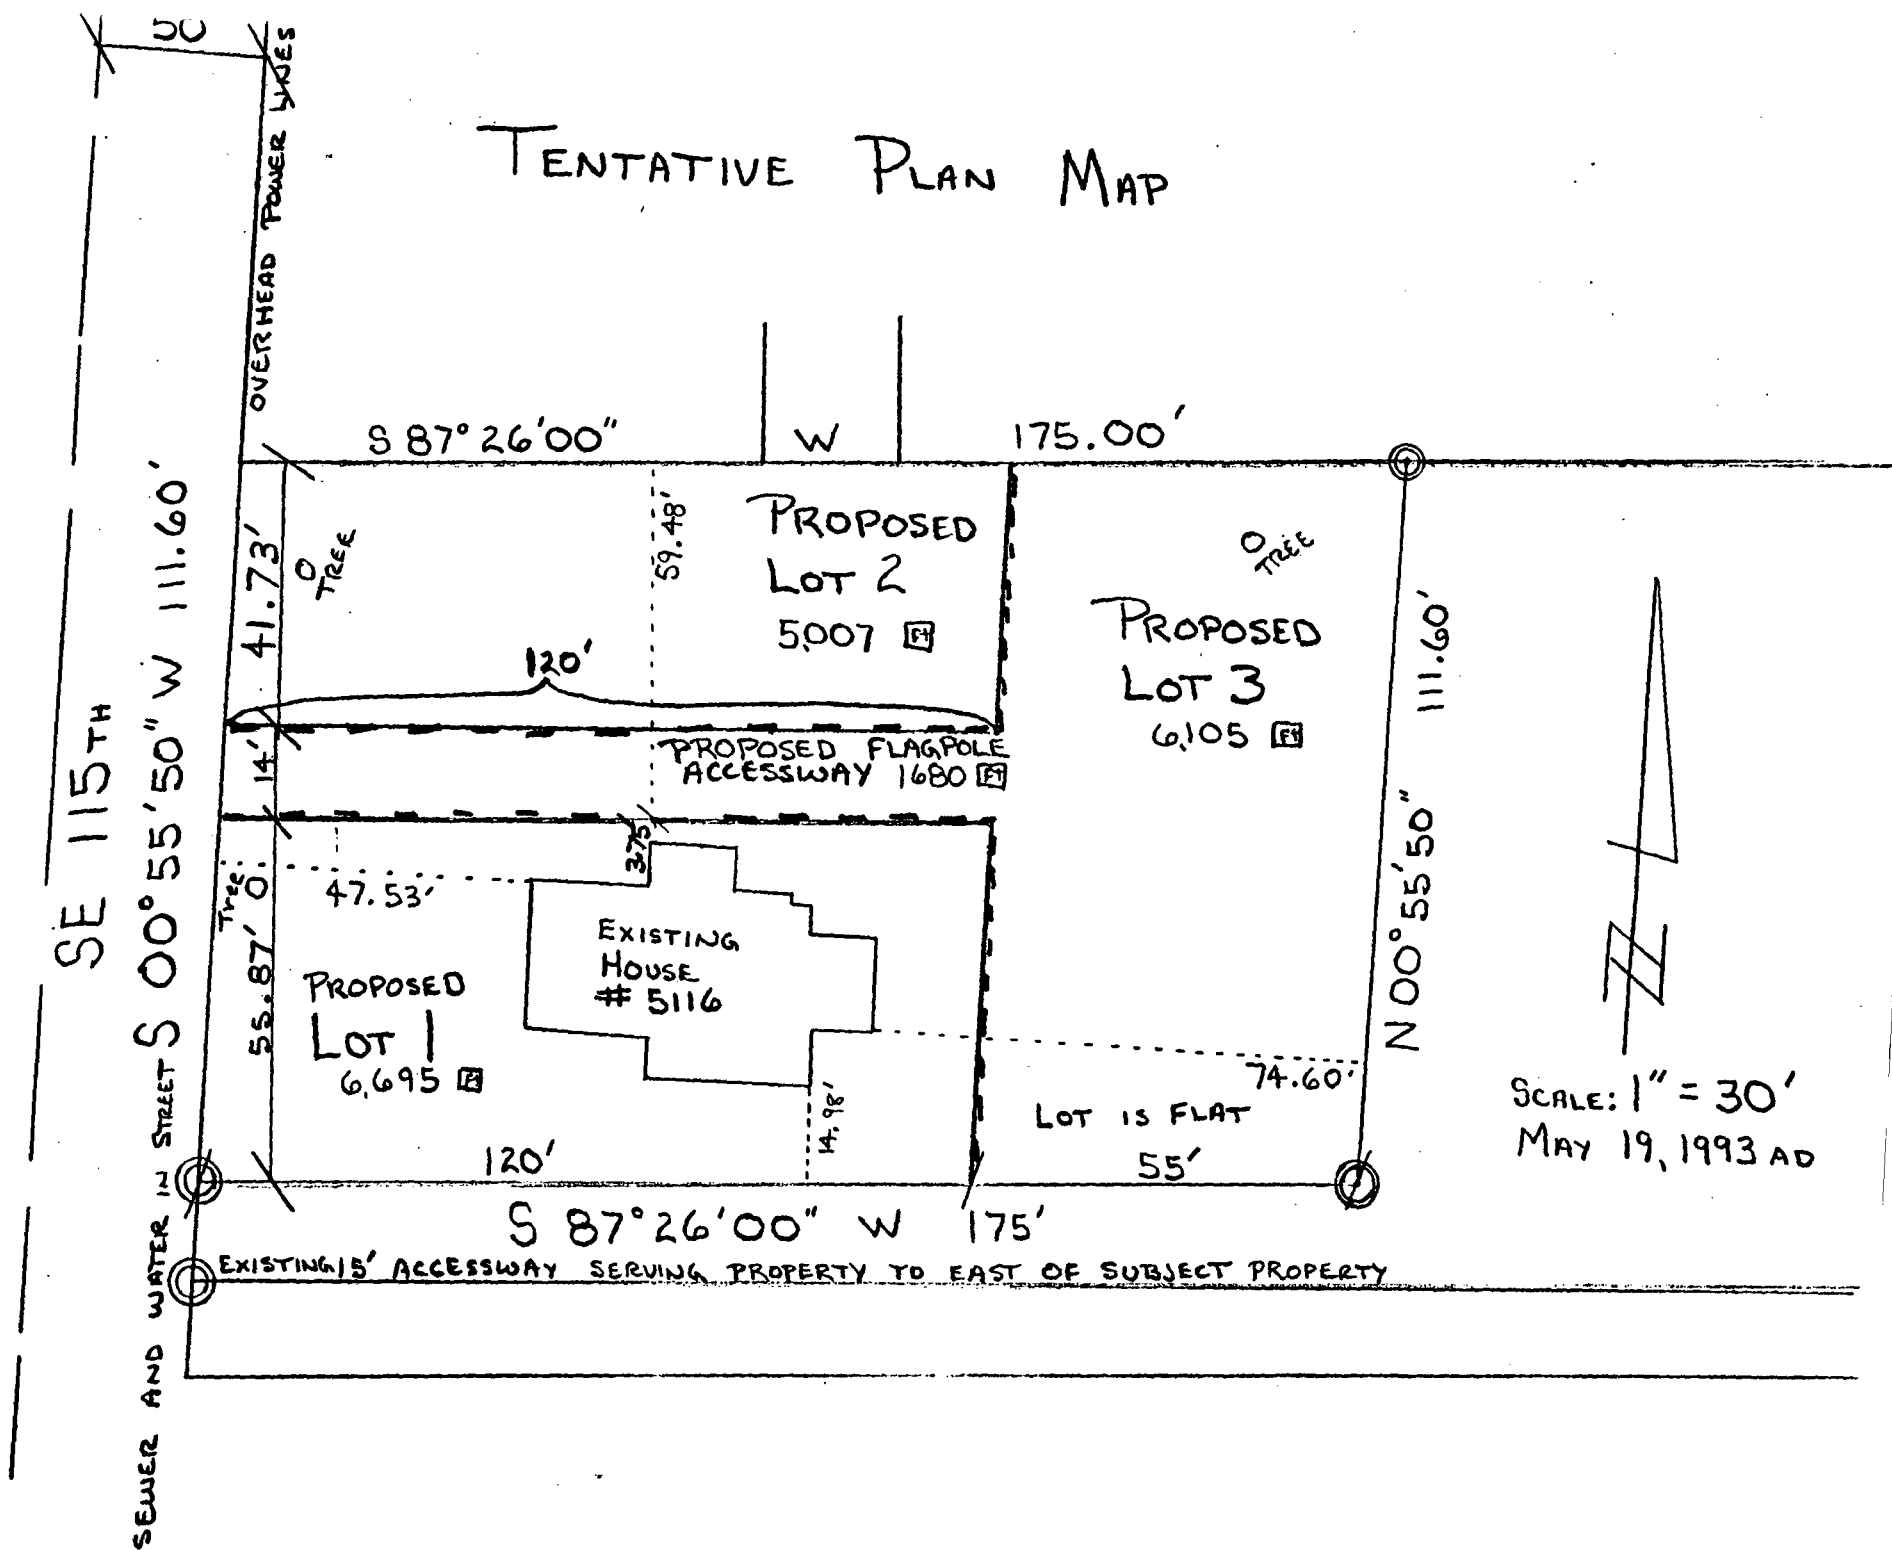 50
OVERHEAD POWER LINES
TENTATIVE PLAN MAP
S 87°26'00" W 175.00'
SE 115TH
S 00°55'50" W 111.60'
41.73'
TREE
59.48'
PROPOSED
LOT 2
5,007 Ft
TREE
120'
PROPOSED
LOT 3
6,105 Ft
111.60'
N 00°55'50"
14'
PROPOSED FLAGPOLE
ACCESSWAY 1680 Ft
3.75
Tree
47.53'
55.87'
EXISTING
HOUSE
# 5116
PROPOSED
LOT 1
6,695 Ft
14.98'
74.60'
LOT IS FLAT
N
SCALE: 1" = 30'
MAY 19, 1993 AD
120'
55'
S 87°26'00" W 175'
EXISTING 15' ACCESSWAY SERVING PROPERTY TO EAST OF SUBJECT PROPERTY
SEWER AND WATER IN STREET